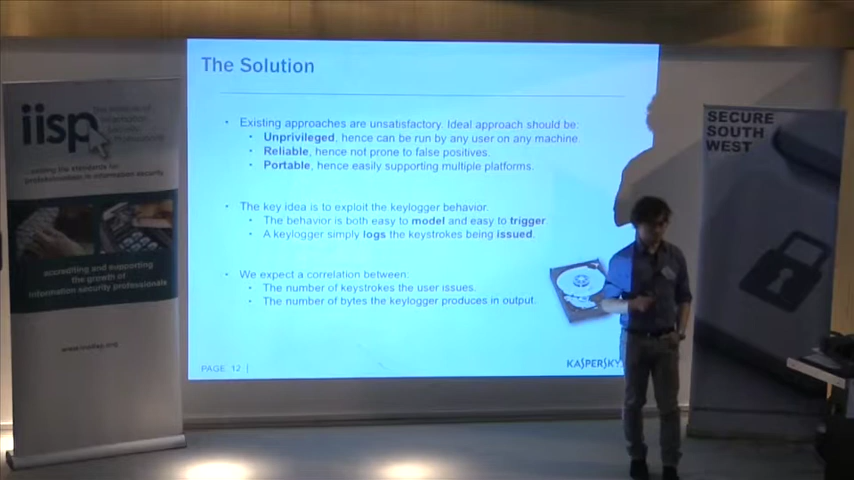 The Solution
Existing approaches are unsatisfactory. Ideal approach should be:
Unprivileged, hence can be run by any user on any machine.
Reliable, hence not prone to false positives.
Portable, hence easily supporting multiple platforms.
The key idea is to exploit the keylogger behavior.
The behavior is both easy to model and easy to trigger.
A keylogger simply logs the keystrokes being issued.
We expect a correlation between:
The number of keystrokes the user issues.
The number of bytes the keylogger produces in output.
PAGE 12 |
KASPERSKY
iisp
accrediting and supporting
the growth of
information security professionals
SECURE
SOUTH
WEST